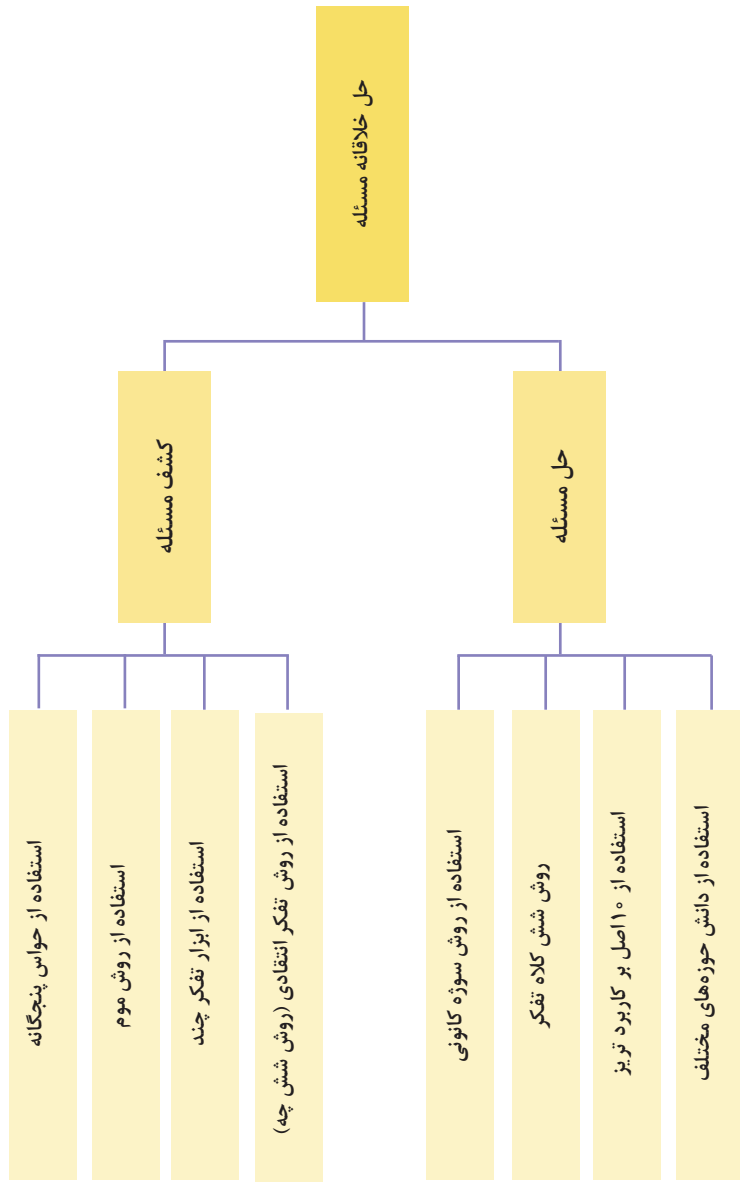 حل خلاقانه مسئله
کشف مسئله
حل مسئله
استفاده از حواس پنجگانه
استفاده از روش موم
استفاده از ابزار تفکر چند
استفاده از روش تفکر انتقادی (روش شش چه)
استفاده از روش سوژه کانونی
روش شش کلاه تفکر
استفاده از ۱۰ اصل بر کاربرد تریز
استفاده از دانش حوزه‌های مختلف